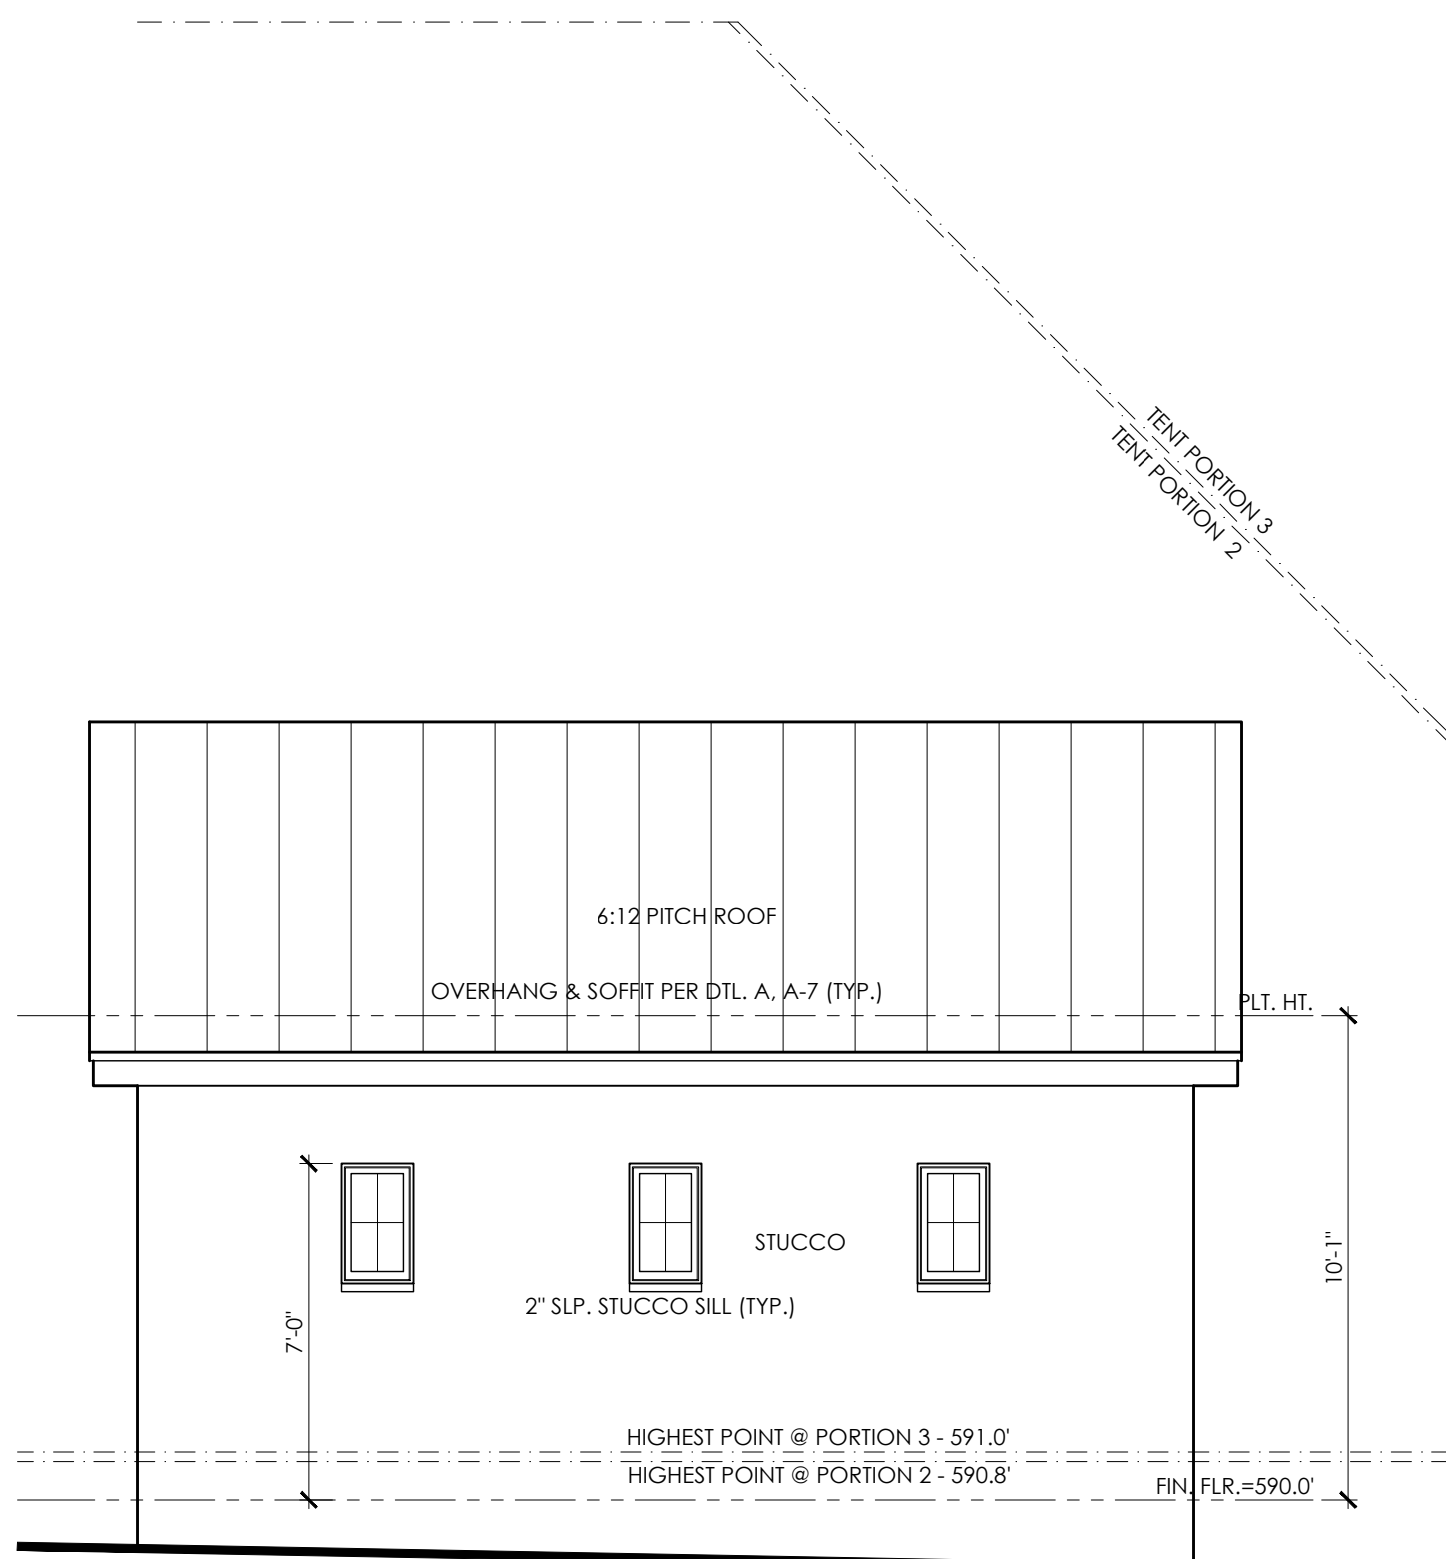 TENT PORTION 3
TENT PORTION 2
6:12 PITCH ROOF
OVERHANG & SOFFIT PER DTL. A, A-7 (TYP.)
PLT. HT.
STUCCO
10'-1"
2" SLP. STUCCO SILL (TYP.)
7'-0"
HIGHEST POINT @ PORTION 3 - 591.0'
HIGHEST POINT @ PORTION 2 - 590.8'
FIN. FLR.=590.0'